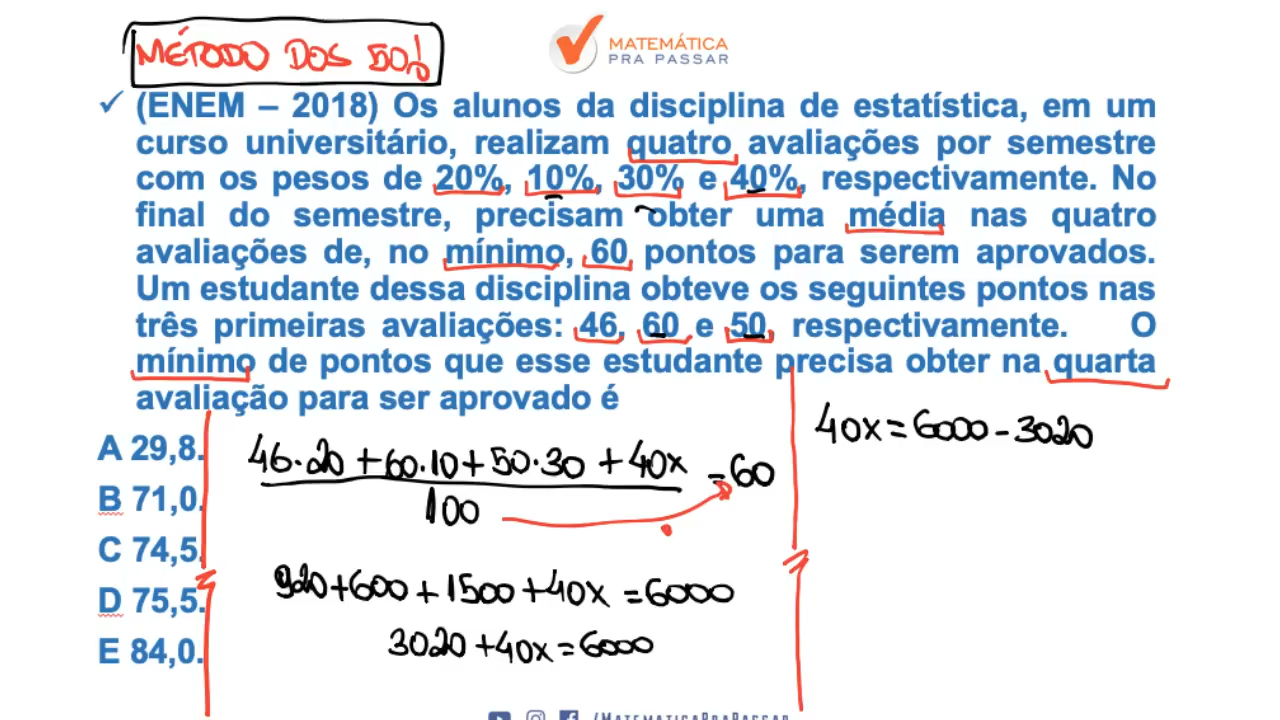 MÉTODO DOS 50%
MATEMÁTICA
PRA PASSAR
✓ (ENEM – 2018) Os alunos da disciplina de estatística, em um
curso universitário, realizam quatro avaliações por semestre
com os pesos de 20%, 10%, 30% e 40%, respectivamente. No
final do semestre, precisam obter uma média nas quatro
avaliações de, no mínimo, 60 pontos para serem aprovados.
Um estudante dessa disciplina obteve os seguintes pontos nas
três primeiras avaliações: 46, 60 e 50, respectivamente. O
mínimo de pontos que esse estudante precisa obter na quarta
avaliação para ser aprovado é
A 29,8.
B 71,0.
C 74,5.
D 75,5.
E 84,0.
46·20+60·10+50·30+40x
=60
100
920+600+1500+40x=6000
3020+40x=6000
40x=6000-3020
/MATEMATICAPRAPASSAR